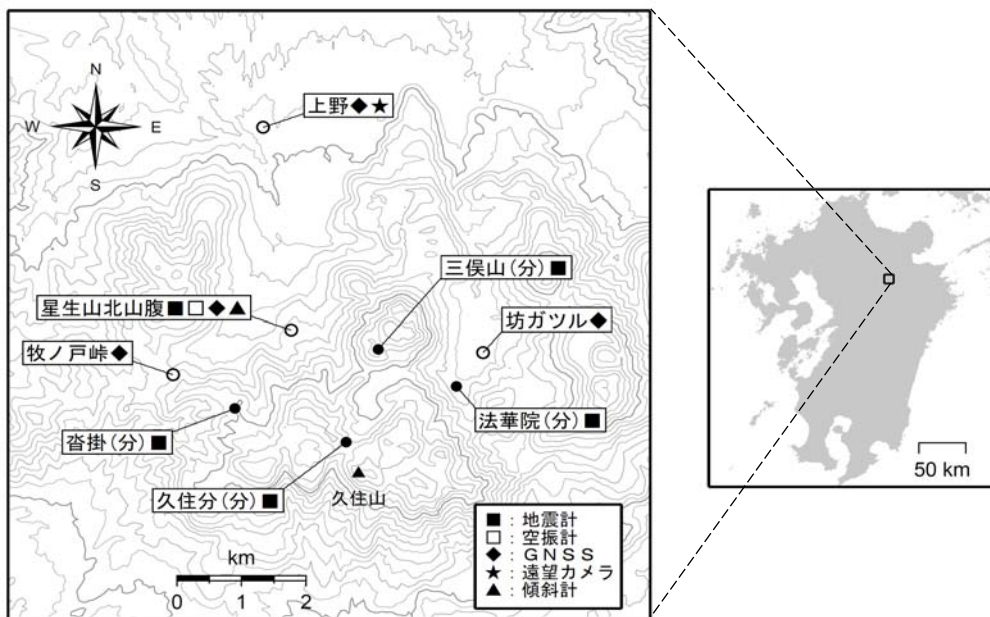 N
W
E
S
上野◆★
三俣山(分)■
星生山北山腹■□◆▲
坊ガツル◆
牧ノ戸峠◆
法華院(分)■
沓掛(分)■
久住分(分)■
久住山
km
0 1 2
■:地震計
□:空振計
◆:GNSS
★:遠望カメラ
▲:傾斜計
50 km